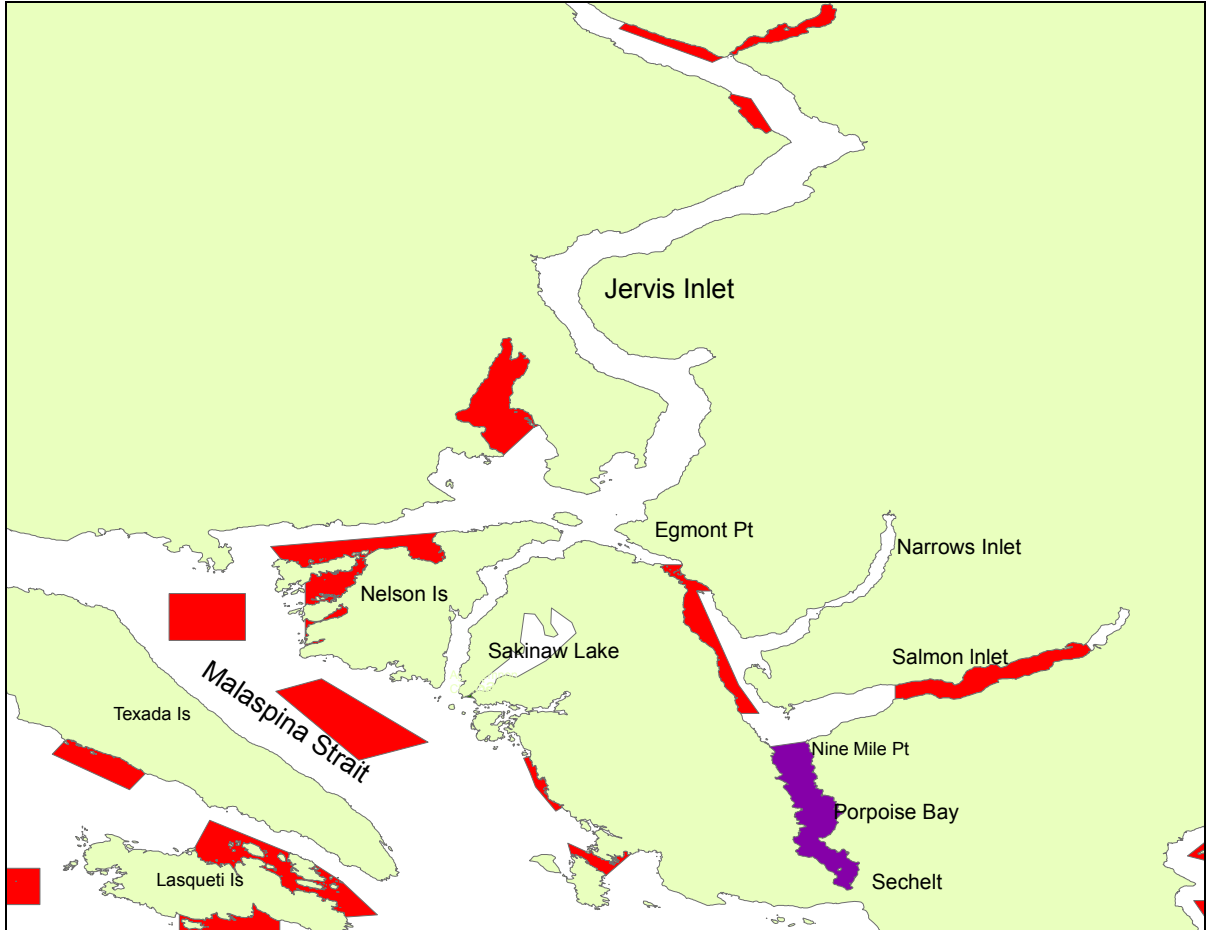 Jervis Inlet
Egmont Pt
Narrows Inlet
Nelson Is
Sakinaw Lake
Salmon Inlet
Malaspina Strait
Texada Is
Nine Mile Pt
Porpoise Bay
Lasqueti Is
Sechelt